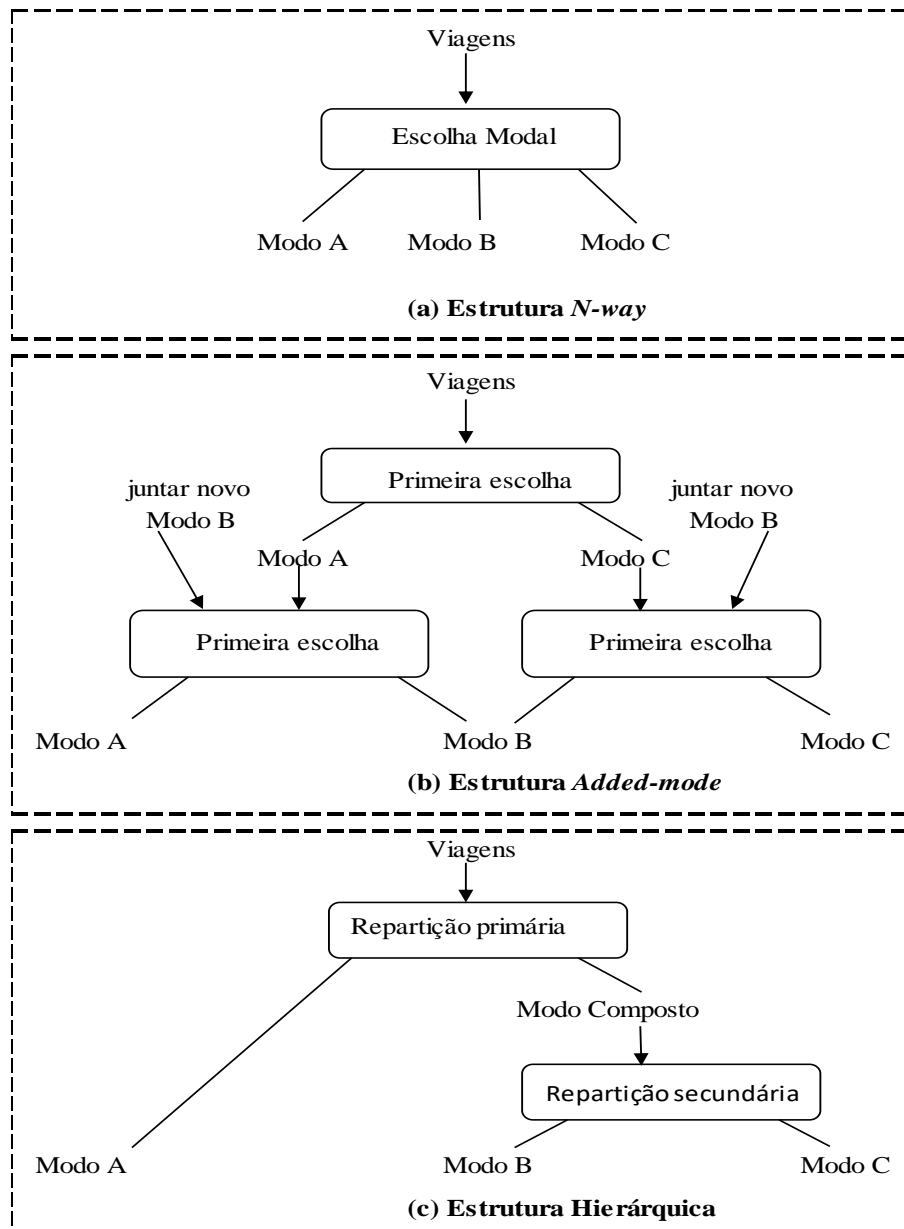 Viagens
Escolha Modal
Modo A
Modo B
Modo C
(a) Estrutura N-way
Viagens
Primeira escolha
juntar novo
Modo B
juntar novo
Modo B
Modo A
Modo C
Primeira escolha
Primeira escolha
Modo A
Modo B
Modo C
(b) Estrutura Added-mode
Viagens
Repartição primária
Modo Composto
Repartição secundária
Modo A
Modo B
Modo C
(c) Estrutura Hierárquica